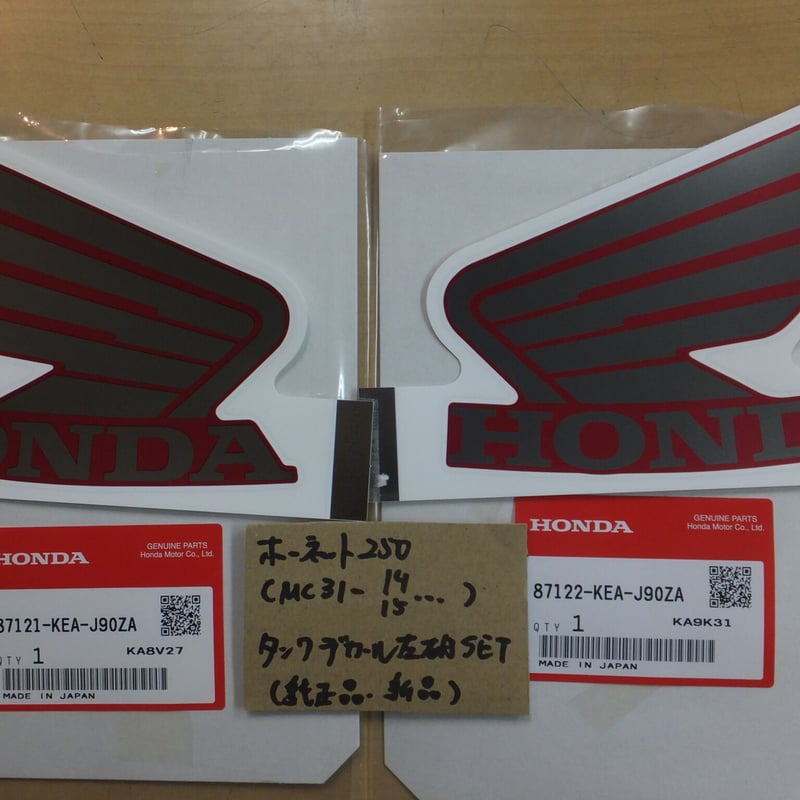 ONDA
HOND
HONDA
GENUINE PARTS
Honda Motor Co., Ltd.
87121-KEA-J90ZA
QTY 1
KA8V27
MADE IN JAPAN
HONDA
GENUINE PARTS
Honda Motor Co., Ltd.
87122-KEA-J90ZA
QTY 1
KA9K31
MADE IN JAPAN
ホーネット250
(MC31-14
15...)
タンクデカール左右SET
(純正品・新品)